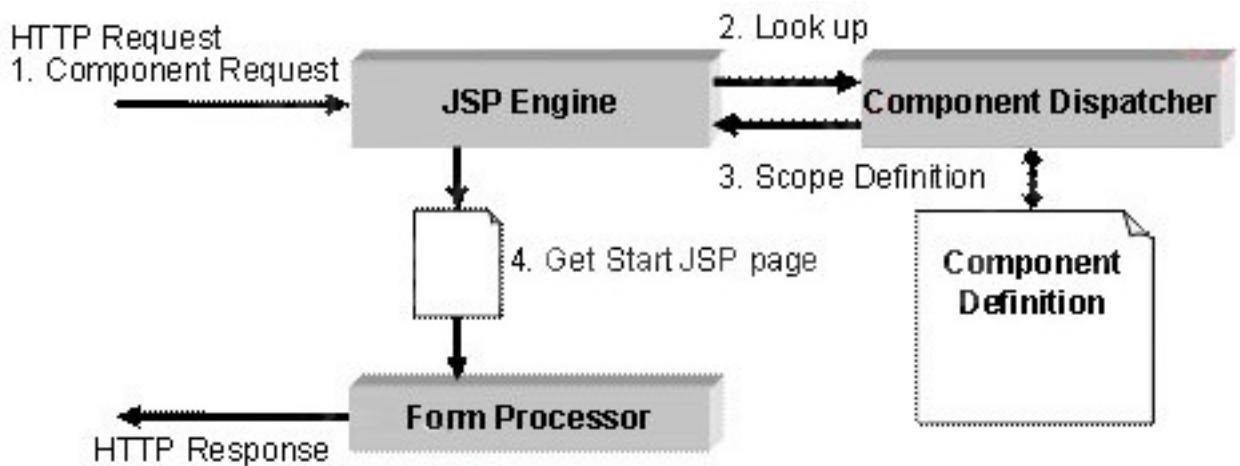 HTTP Request
1. Component Request
2. Look up
JSP Engine
Component Dispatcher
3. Scope Definition
4. Get Start JSP page
Component
Definition
Form Processor
HTTP Response